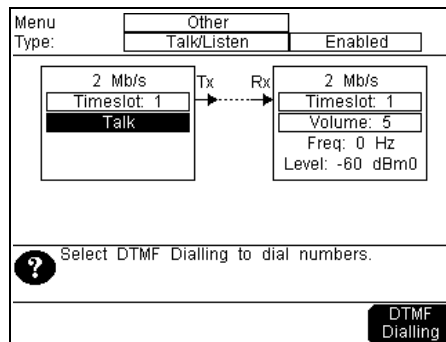 Menu Other
Type: Talk/Listen Enabled
2 Mb/s Tx Rx 2 Mb/s
Timeslot: 1 Timeslot: 1
Talk Volume: 5
Freq: 0 Hz
Level: -60 dBm0
? Select DTMF Dialling to dial numbers.
DTMF
Dialling